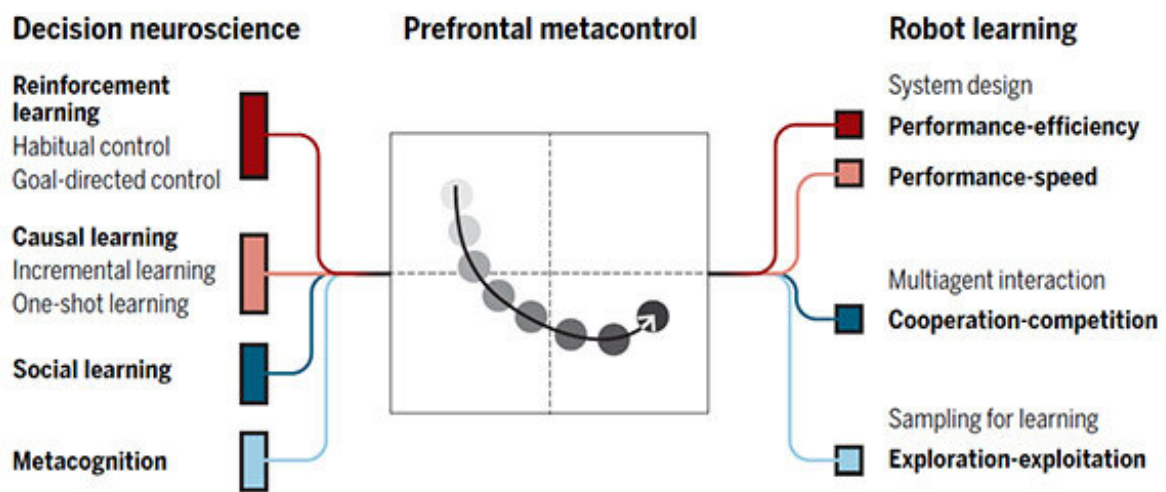 Decision neuroscience
Reinforcement
learning
Habitual control
Goal-directed control
Causal learning
Incremental learning
One-shot learning
Social learning
Metacognition
Prefrontal metacontrol
Robot learning
System design
Performance-efficiency
Performance-speed
Multiagent interaction
Cooperation-competition
Sampling for learning
Exploration-exploitation